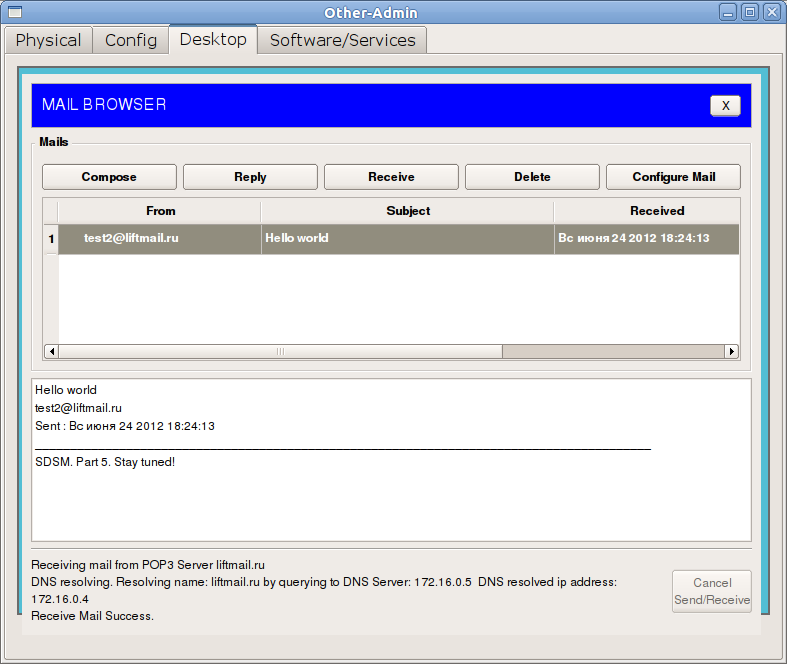 Other-Admin
Physical Config Desktop Software/Services
MAIL BROWSER X
Mails
Compose Reply Receive Delete Configure Mail
From Subject Received
1 test2@liftmail.ru Hello world Вс июня 24 2012 18:24:13
Hello world
test2@liftmail.ru
Sent : Вс июня 24 2012 18:24:13
SDSM. Part 5. Stay tuned!
Receiving mail from POP3 Server liftmail.ru
DNS resolving. Resolving name: liftmail.ru by querying to DNS Server: 172.16.0.5 DNS resolved ip address:
172.16.0.4
Receive Mail Success.
Cancel
Send/Receive